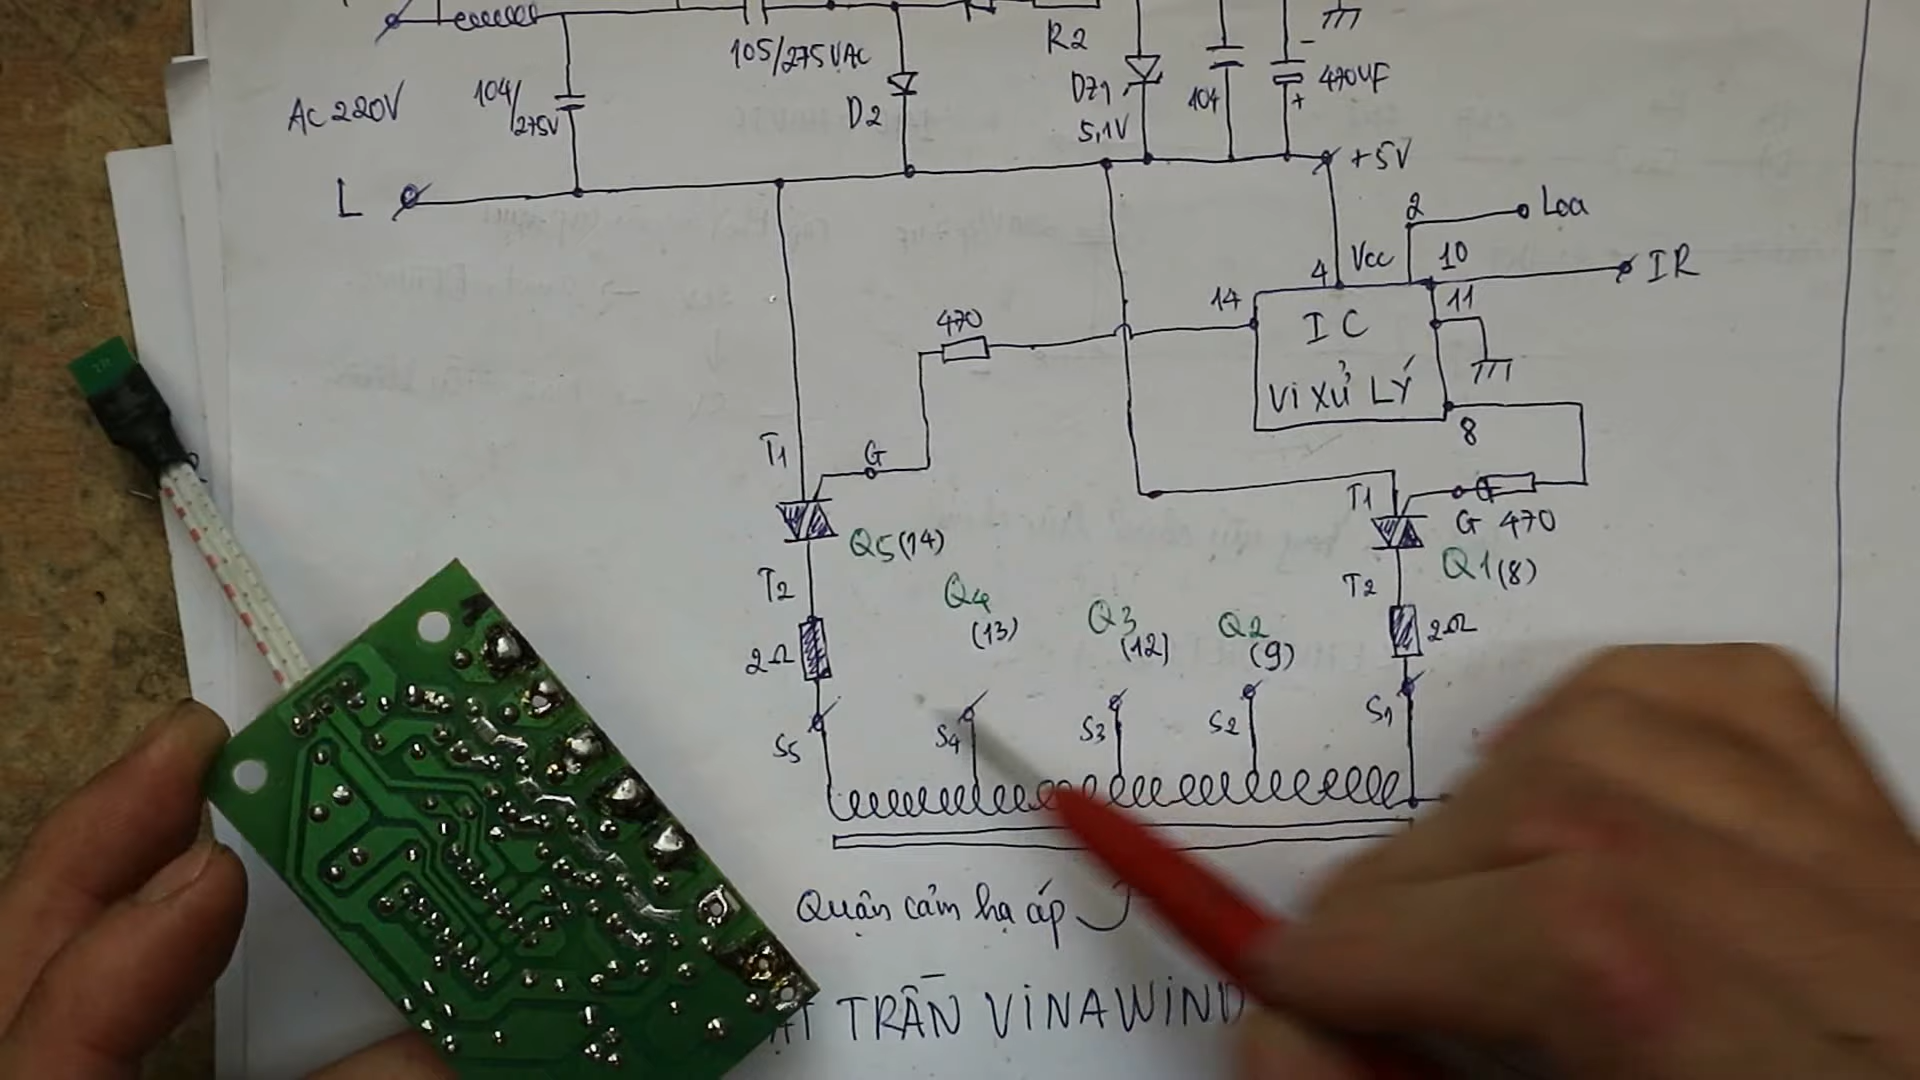 105/275VAC
R2
AC 220V
104/
275V
D2
DZ1
5,1V
104
-
470UF
+
L
+5V
2
Loa
4
Vcc
10
IR
14
11
470
IC
Vi XỬ LÝ
8
T1
G
T1
G
470
Q5(14)
Q1(8)
T2
T2
Q4
(13)
Q3
(12)
Q2
(9)
2Ω
2Ω
S5
S4
S3
S2
S1
Quận cảm hạ áp
TRẦN VINAWIND